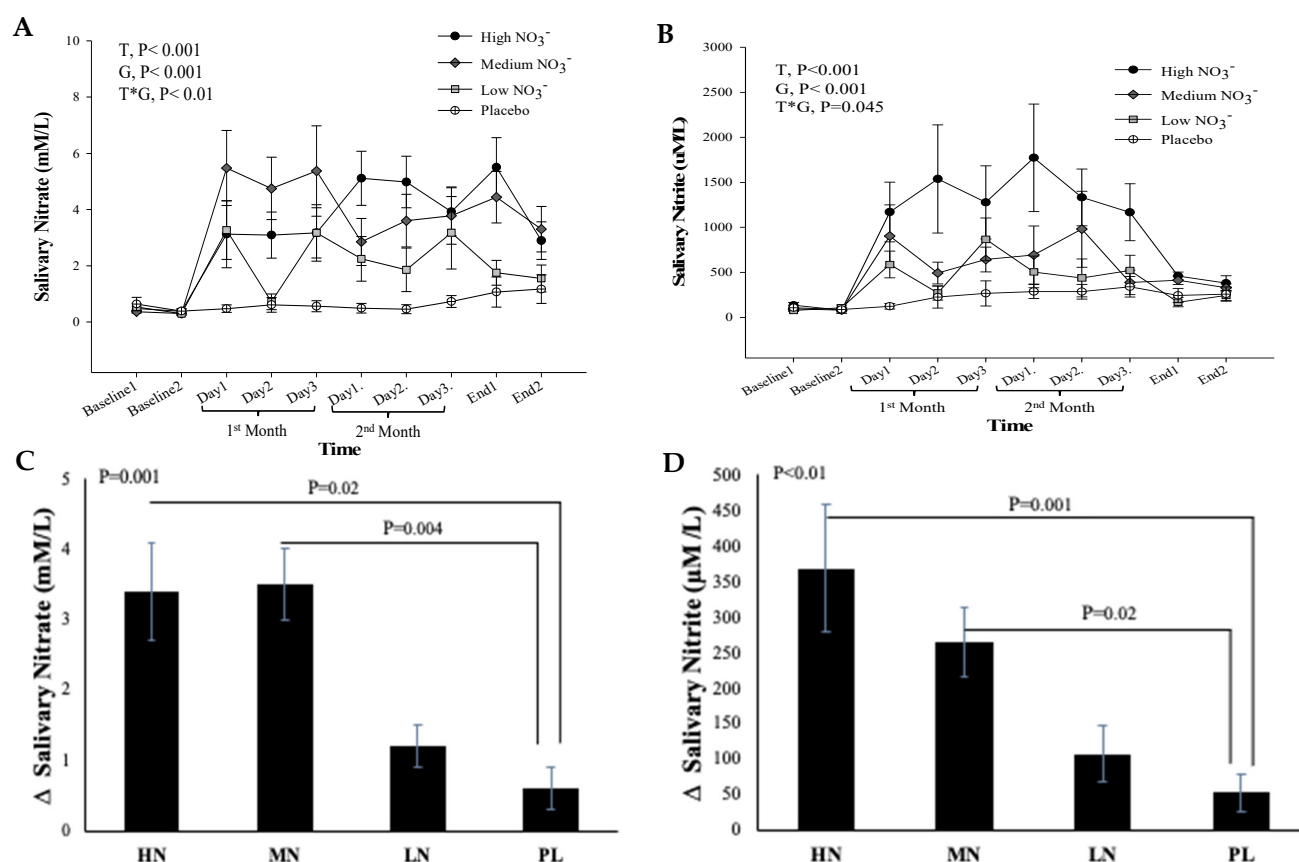 A
10
8
6
4
2
0
Salivary Nitrate (mM/L)
T, P< 0.001
G, P< 0.001
T*G, P< 0.01
High NO3-
Medium NO3-
Low NO3-
Placebo
Baseline1
Baseline2
Day1
Day2
Day3
Day1.
Day2.
Day3.
End1
End2
1st Month
2nd Month
Time
B
3000
2500
2000
1500
1000
500
0
Salivary Nitrite (uM/L)
T, P<0.001
G, P< 0.001
T*G, P=0.045
High NO3-
Medium NO3-
Low NO3-
Placebo
Baseline1
Baseline2
Day1
Day2
Day3
Day1.
Day2.
Day3.
End1
End2
1st Month
2nd Month
Time
C
5
4
3
2
1
0
Δ Salivary Nitrate (mM/L)
P=0.001
P=0.02
P=0.004
HN
MN
LN
PL
D
500
450
400
350
300
250
200
150
100
50
0
Δ Salivary Nitrite (μM /L)
P<0.01
P=0.001
P=0.02
HN
MN
LN
PL